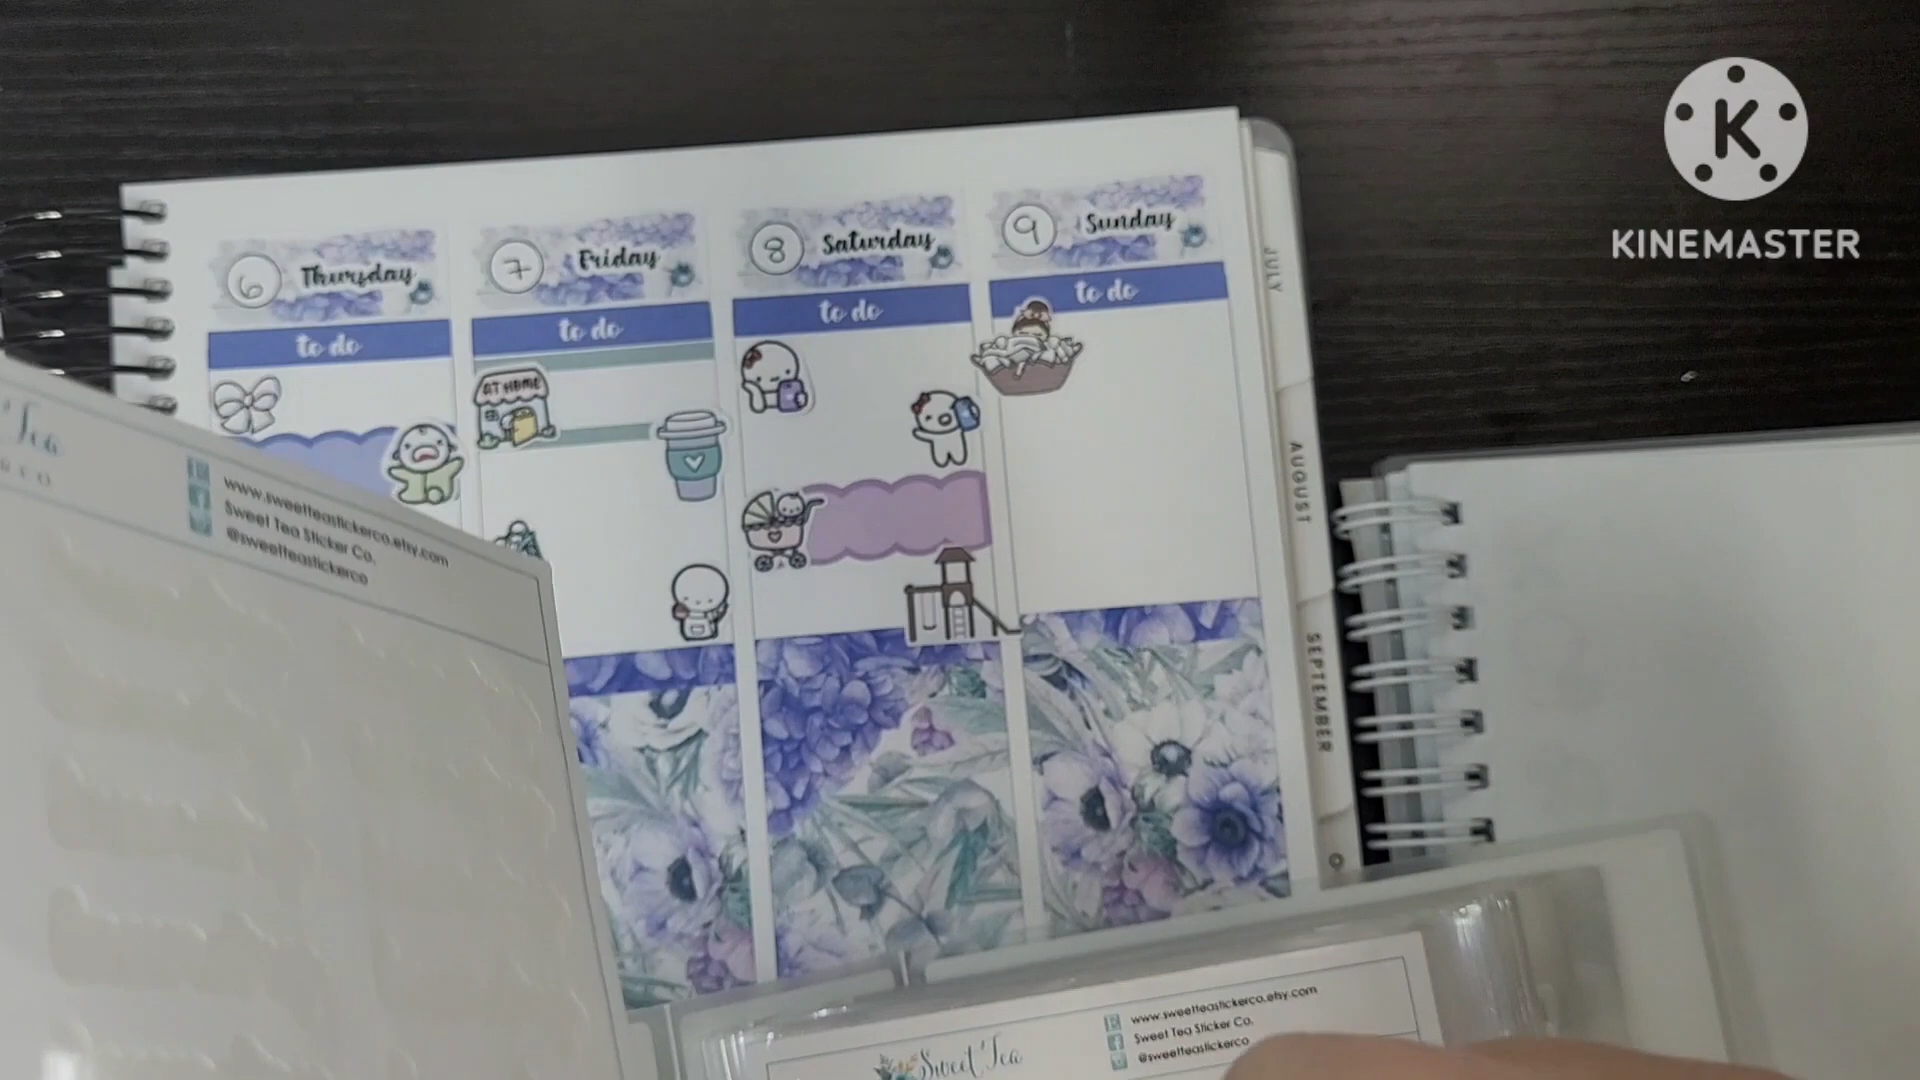 KINEMASTER
6 Thursday
7 Friday
8 Saturday
9 Sunday
to do
to do
to do
to do
AT HOME
JULY
AUGUST
SEPTEMBER
O
Tea
www.sweetteastickerco.etsy.com
Sweet Tea Sticker Co.
@sweetteastickerco
Sweet Tea
www.sweetteastickerco.etsy.com
Sweet Tea Sticker Co.
@sweetteastickerco